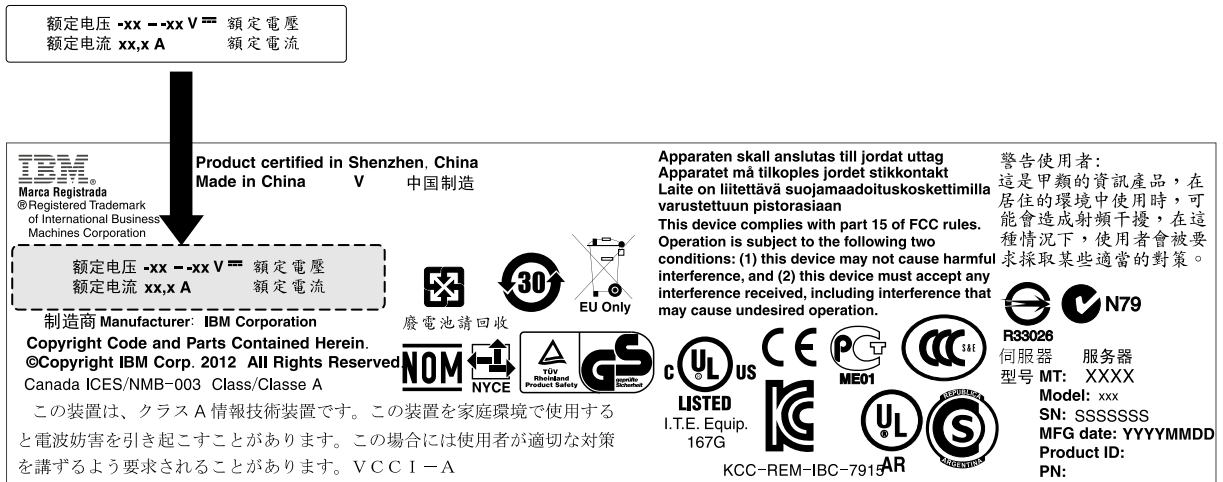 额定电压 -xx – -xx V 額定電壓
额定电流 xx,x A 額定電流
IBM®
Marca Registrada
® Registered Trademark
of International Business
Machines Corporation
Product certified in Shenzhen, China
Made in China V 中国制造
额定电压 -xx – -xx V 額定電壓
额定电流 xx,x A 額定電流
制造商 Manufacturer: IBM Corporation
Copyright Code and Parts Contained Herein.
©Copyright IBM Corp. 2012 All Rights Reserved
Canada ICES/NMB-003 Class/Classe A
この装置は、クラスA情報技術装置です。この装置を家庭環境で使用する
と電波妨害を引き起こすことがあります。この場合には使用者が適切な対策
を講ずるよう要求されることがあります。VCCI-A
廢電池請回收
30
EU Only
NOM
NYCE
TÜV
Rheinland
Product Safety
GS
geprüfte
Sicherheit
Apparaten skall anslutas till jordat uttag
Apparatet må tilkoples jordet stikkontakt
Laite on liitettävä suojamaadoituskoskettimilla
varustettuun pistorasiaan
This device complies with part 15 of FCC rules.
Operation is subject to the following two
conditions: (1) this device may not cause harmful
interference, and (2) this device must accept any
interference received, including interference that
may cause undesired operation.
C UL® US
LISTED
I.T.E. Equip.
167G
CE
KCC-REM-IBC-7915
ME01
CCC S&E
UL®
AR
REPUBLICA
S
ARGENTINA
警告使用者:
這是甲類的資訊產品，在
居住的環境中使用時，可
能會造成射頻干擾，在這
種情況下，使用者會被要
求採取某些適當的對策。
R33026
N79
伺服器 服务器
型号 MT: XXXX
Model: xxx
SN: SSSSSSS
MFG date: YYYYMMDD
Product ID:
PN: